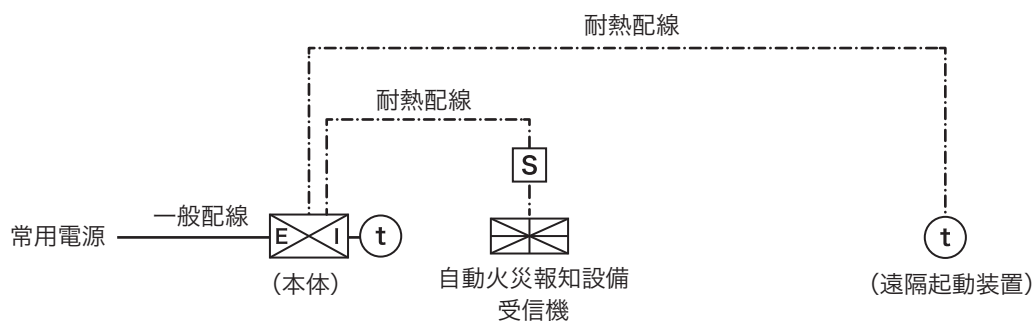 耐熱配線
耐熱配線
S
常用電源
一般配線
E I
t
t
(本体)
自動火災報知設備
受信機
(遠隔起動装置)